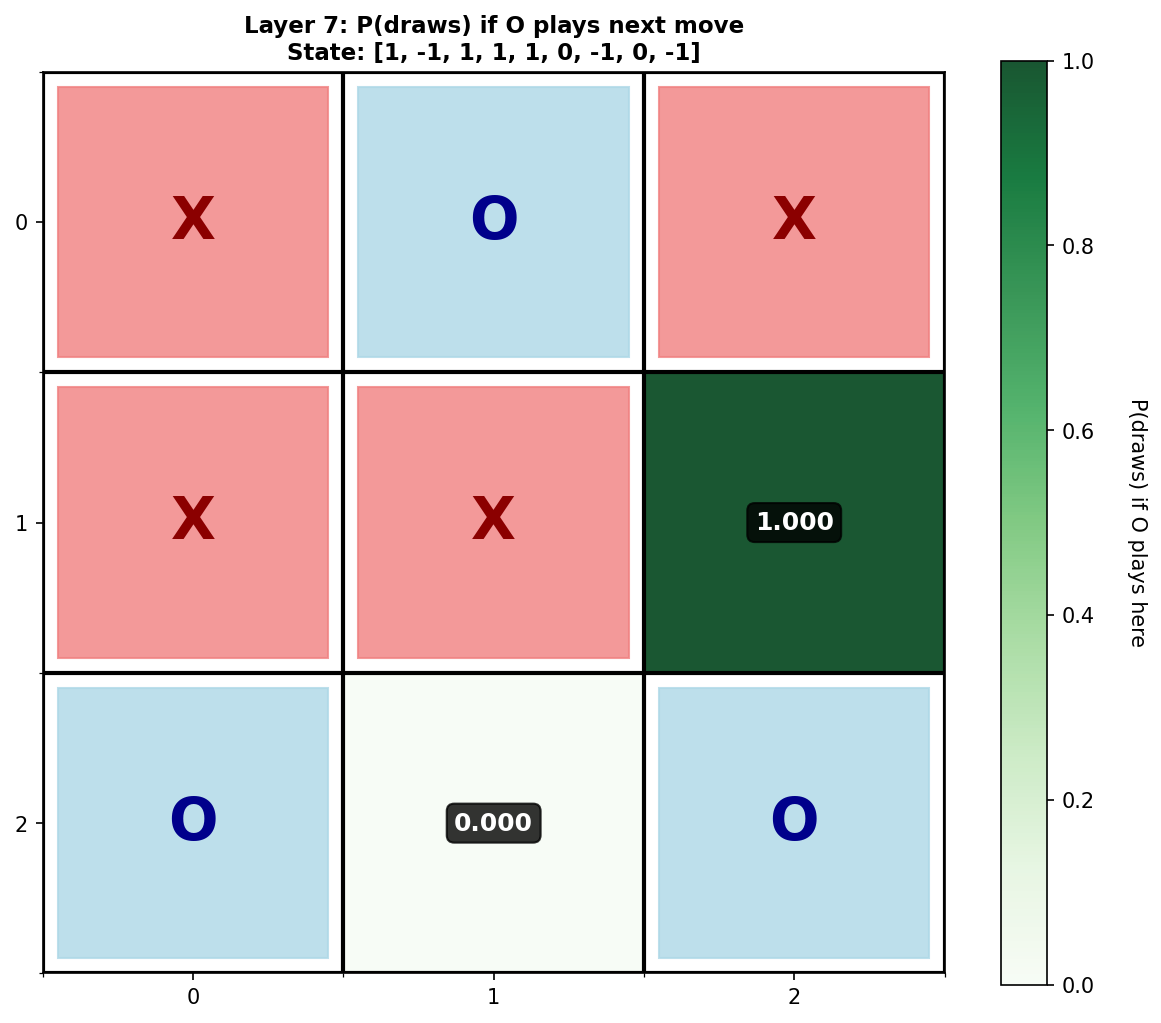 Layer 7: P(draws) if O plays next move
State: [1, -1, 1, 1, 1, 0, -1, 0, -1]
X
O
X
X
X
1.000
O
0.000
O
0
1
2
0
1
2
1.0
0.8
0.6
0.4
0.2
0.0
P(draws) if O plays here